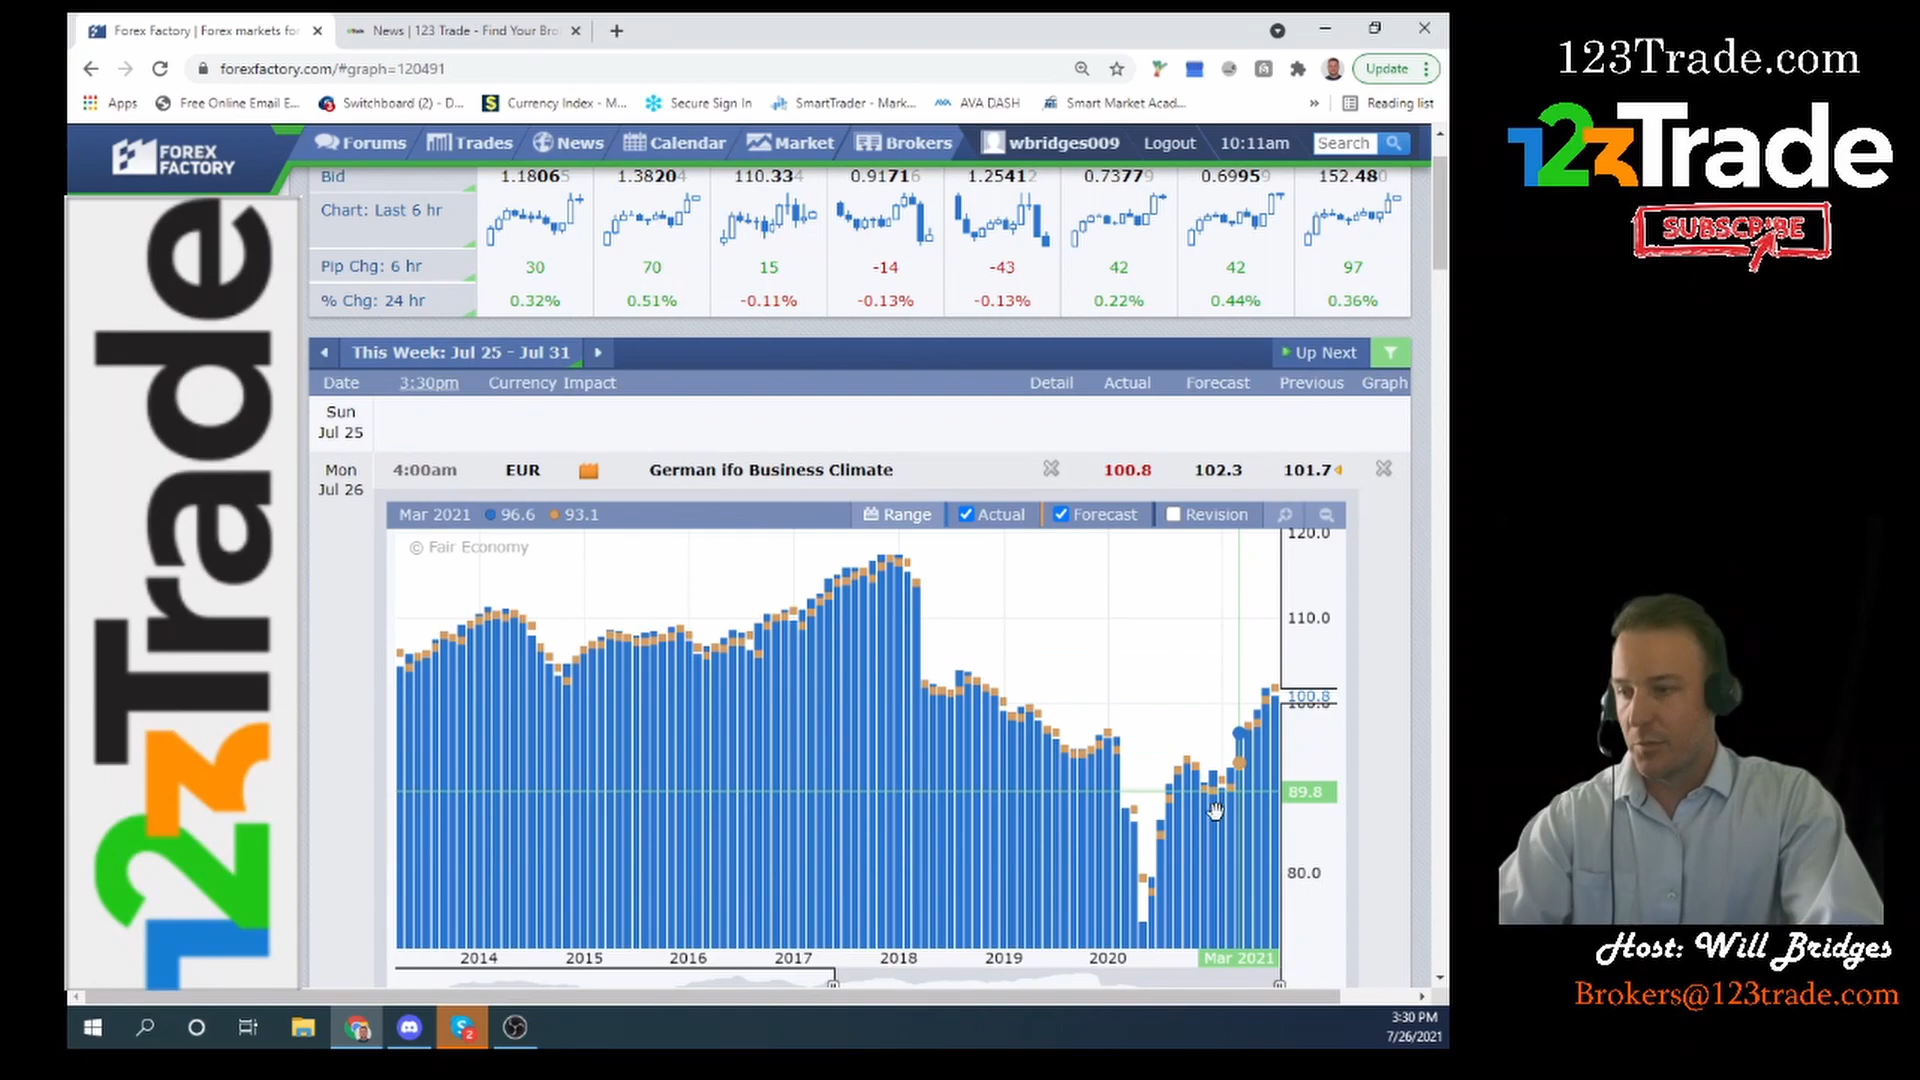 Forex Factory | Forex markets for
News | 123 Trade - Find Your Bro
forexfactory.com/#graph=120491
Update
Apps
Free Online Email E...
Switchboard (2) - D...
Currency Index - M...
Secure Sign In
SmartTrader - Mark...
AVA DASH
Smart Market Acad...
»
Reading list
FOREX FACTORY
Forums
Trades
News
Calendar
Market
Brokers
wbridges009
Logout
10:11am
Search
Bid 1.18065 1.38204 110.334 0.91716 1.25412 0.73779 0.69959 152.480
Chart: Last 6 hr
Pip Chg: 6 hr 30 70 15 -14 -43 42 42 97
% Chg: 24 hr 0.32% 0.51% -0.11% -0.13% -0.13% 0.22% 0.44% 0.36%
This Week: Jul 25 - Jul 31
Up Next
Date 3:30pm Currency Impact Detail Actual Forecast Previous Graph
Sun
Jul 25
Mon 4:00am EUR German ifo Business Climate 100.8 102.3 101.7
Jul 26
Mar 2021 96.6 93.1 Range Actual Forecast Revision
© Fair Economy
120.0
110.0
100.8
100.0
89.8
80.0
2014 2015 2016 2017 2018 2019 2020 Mar 2021
2
3:30 PM
7/26/2021
123Trade
123Trade.com
123Trade
SUBSCRIBE
Host: Will Bridges
Brokers@123trade.com